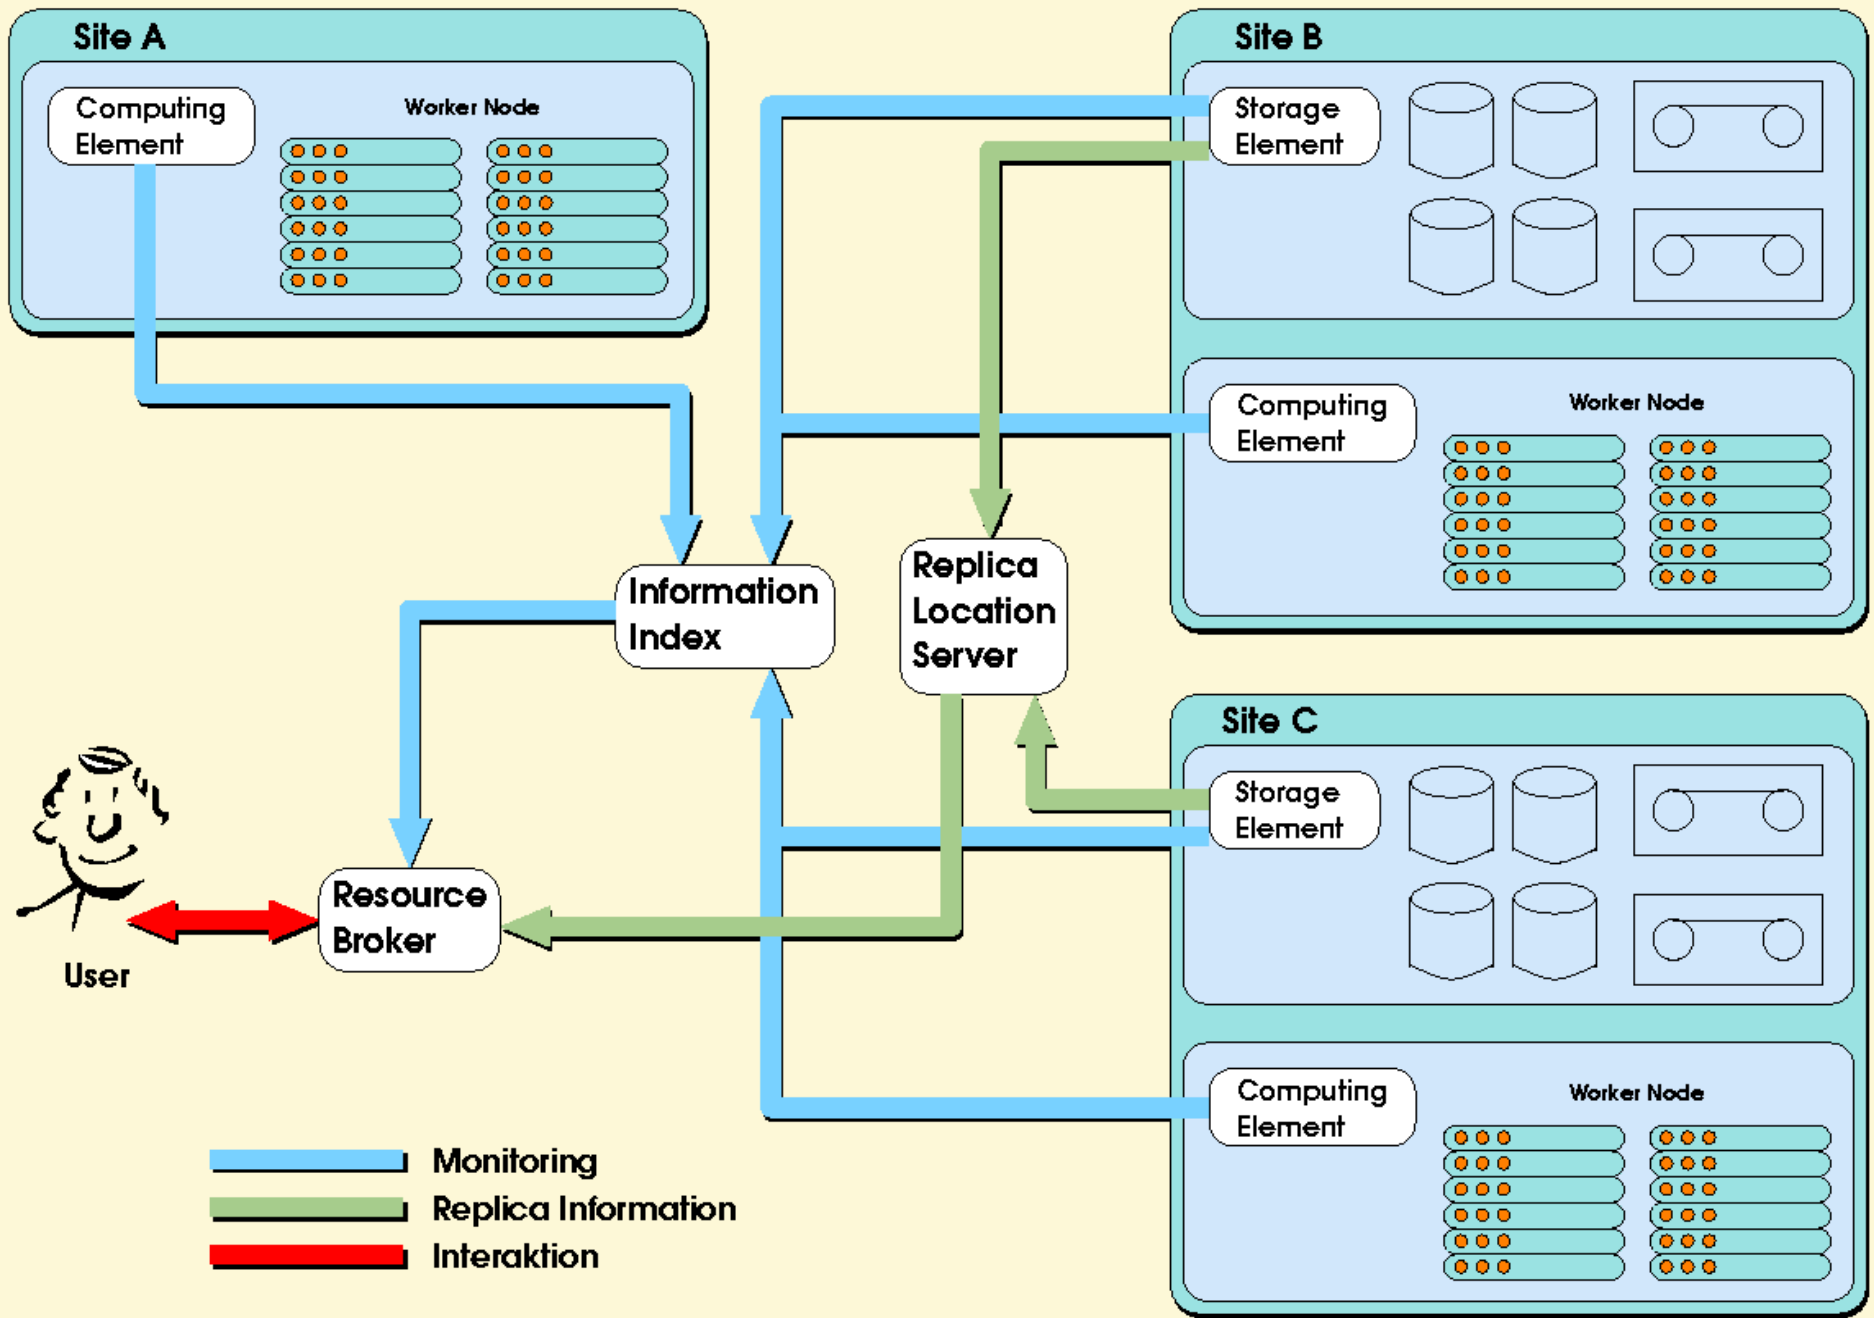 Site A
Computing
Element
Worker Node
Site B
Storage
Element
Computing
Element
Worker Node
Information
Index
Replica
Location
Server
Site C
Storage
Element
Computing
Element
Worker Node
Resource
Broker
User
Monitoring
Replica Information
Interaktion